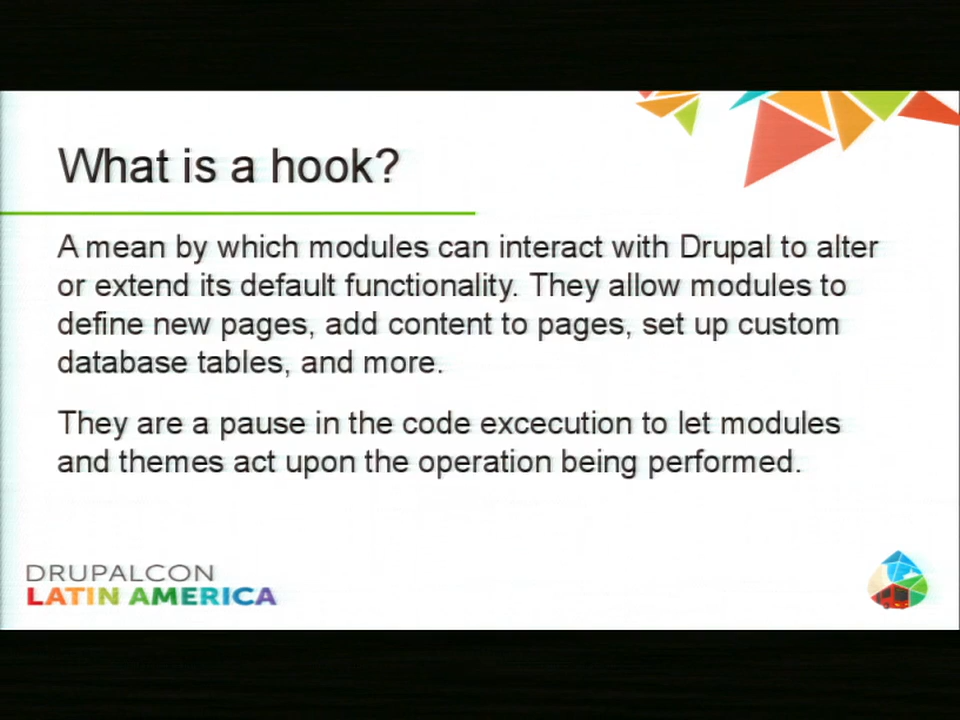 What is a hook?
A mean by which modules can interact with Drupal to alter
or extend its default functionality. They allow modules to
define new pages, add content to pages, set up custom
database tables, and more.
They are a pause in the code excecution to let modules
and themes act upon the operation being performed.
DRUPALCON
LATIN AMERICA